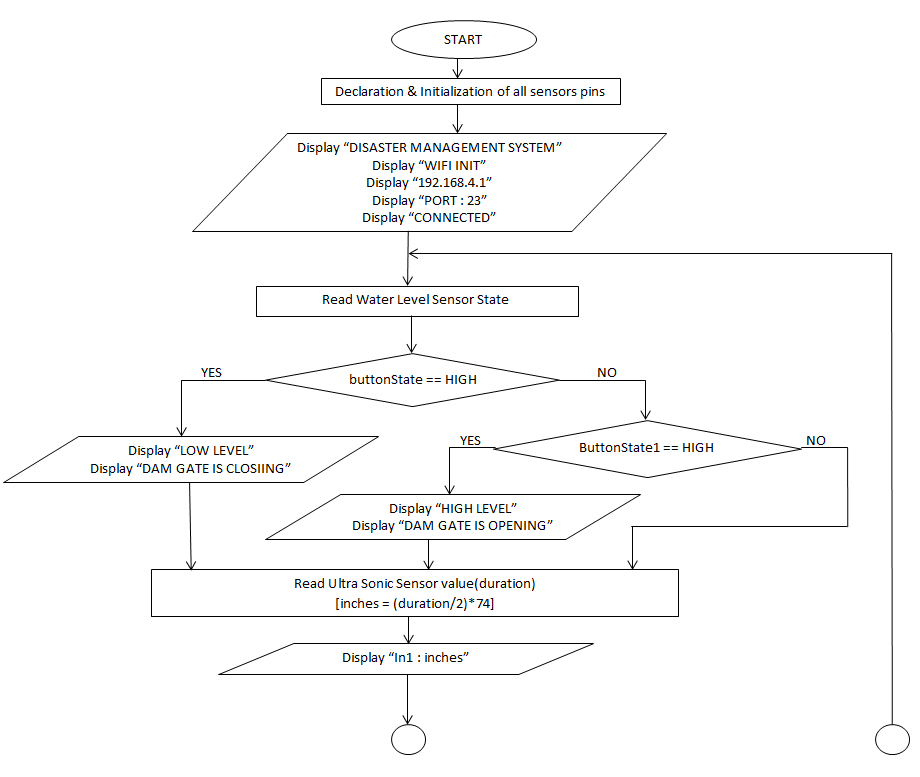 START
Declaration & Initialization of all sensors pins
Display “DISASTER MANAGEMENT SYSTEM”
Display “WIFI INIT”
Display “192.168.4.1”
Display “PORT : 23”
Display “CONNECTED”
Read Water Level Sensor State
YES
buttonState == HIGH
NO
YES
ButtonState1 == HIGH
NO
Display “LOW LEVEL”
Display “DAM GATE IS CLOSIING”
Display “HIGH LEVEL”
Display “DAM GATE IS OPENING”
Read Ultra Sonic Sensor value(duration)
[inches = (duration/2)*74]
Display “In1 : inches”